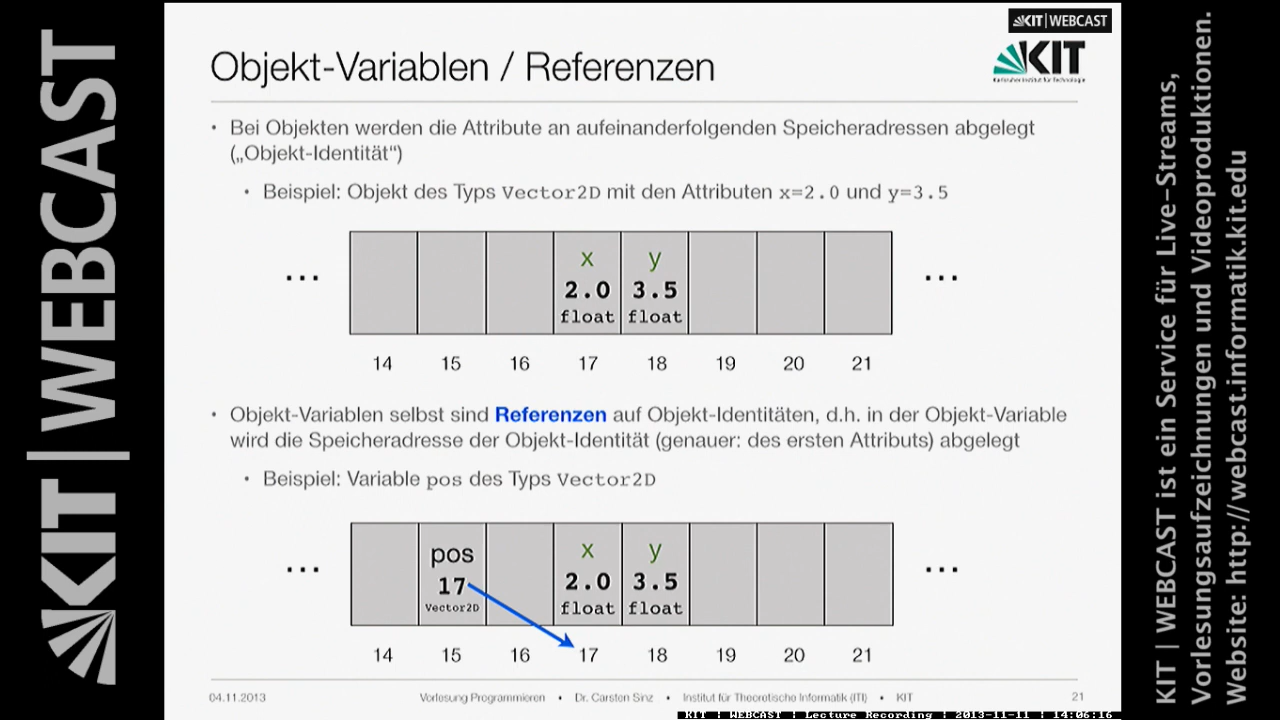 KIT | WEBCAST
KIT | WEBCAST
Objekt-Variablen / Referenzen
KIT
Karlsruher Institut für Technologie
• Bei Objekten werden die Attribute an aufeinanderfolgenden Speicheradressen abgelegt
(„Objekt-Identität“)
• Beispiel: Objekt des Typs Vector2D mit den Attributen x=2.0 und y=3.5
x y
... 2.0 3.5 ...
float float
14 15 16 17 18 19 20 21
• Objekt-Variablen selbst sind Referenzen auf Objekt-Identitäten, d.h. in der Objekt-Variable
wird die Speicheradresse der Objekt-Identität (genauer: des ersten Attributs) abgelegt
• Beispiel: Variable pos des Typs Vector2D
pos x y
... 17 2.0 3.5 ...
Vector2D float float
14 15 16 17 18 19 20 21
04.11.2013 Vorlesung Programmieren • Dr. Carsten Sinz • Institut für Theoretische Informatik (ITI) • KIT 21
KIT | WEBCAST | Lecture Recording | 2013-11-11 | 14:06:16
KIT | WEBCAST ist ein Service für Live-Streams,
Vorlesungsaufzeichnungen und Videoproduktionen.
Website: http://webcast.informatik.kit.edu